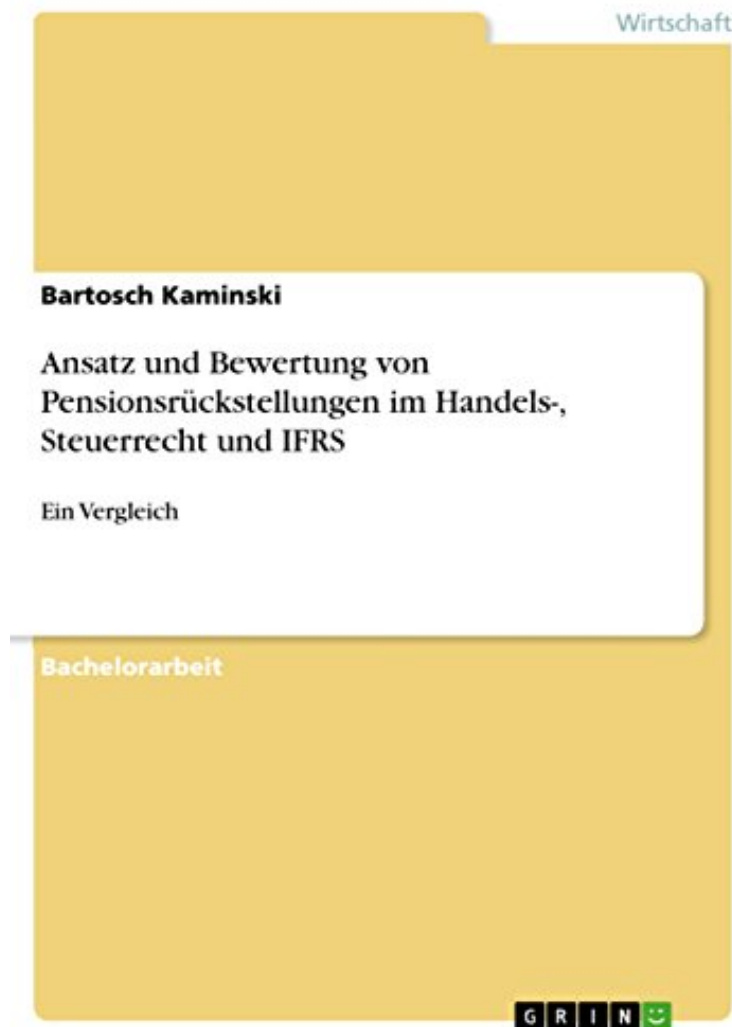 Wirtschaft
Bartosch Kaminski
Ansatz und Bewertung von
Pensionsrückstellungen im Handels-,
Steuerrecht und IFRS
Ein Vergleich
Bachelorarbeit
GRIN